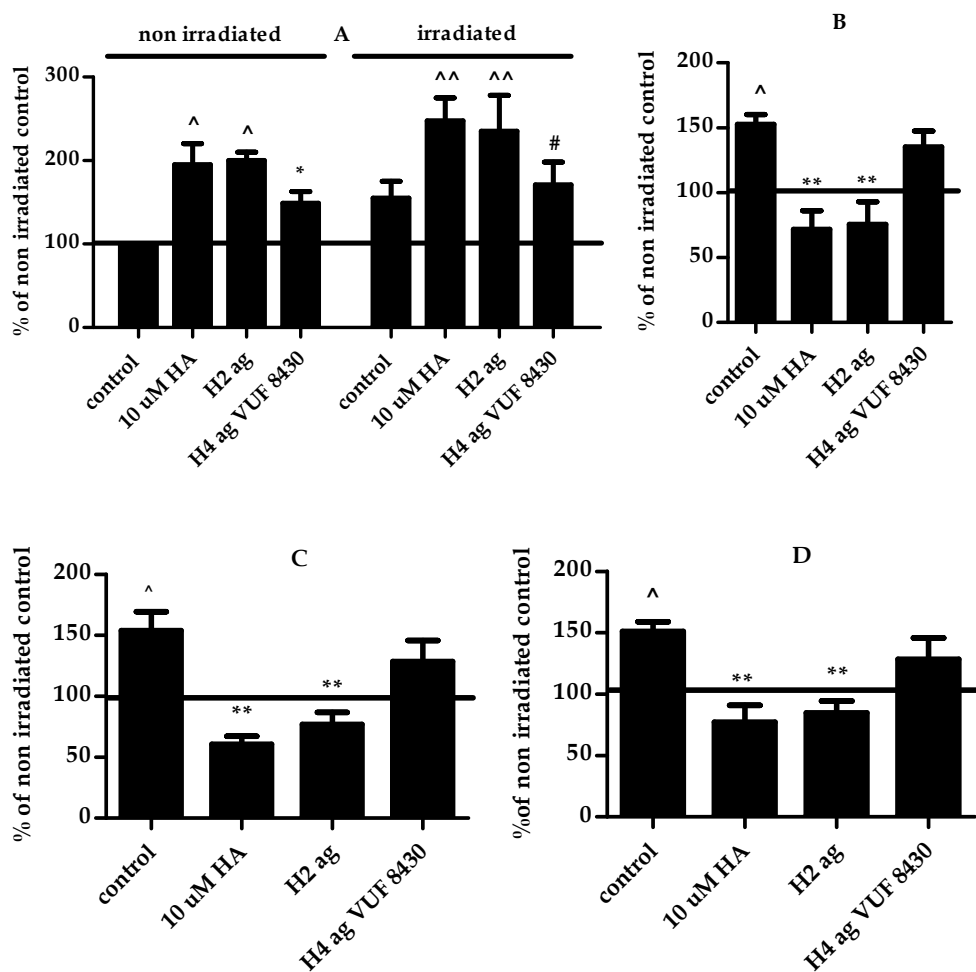 non irradiated A irradiated
% of non irradiated control
300
200
100
0
^
^
*
^^
^^
#
control
10 uM HA
H2 ag
H4 ag VUF 8430
control
10 uM HA
H2 ag
H4 ag VUF 8430
B
% of non irradiated control
200
150
100
50
0
^
**
**
control
10 uM HA
H2 ag
H4 ag VUF 8430
C
% of non irradiated control
200
150
100
50
0
^
**
**
control
10 uM HA
H2 ag
H4 ag VUF 8430
D
%of non irradiated control
200
150
100
50
0
^
**
**
control
10 uM HA
H2 ag
H4 ag VUF 8430